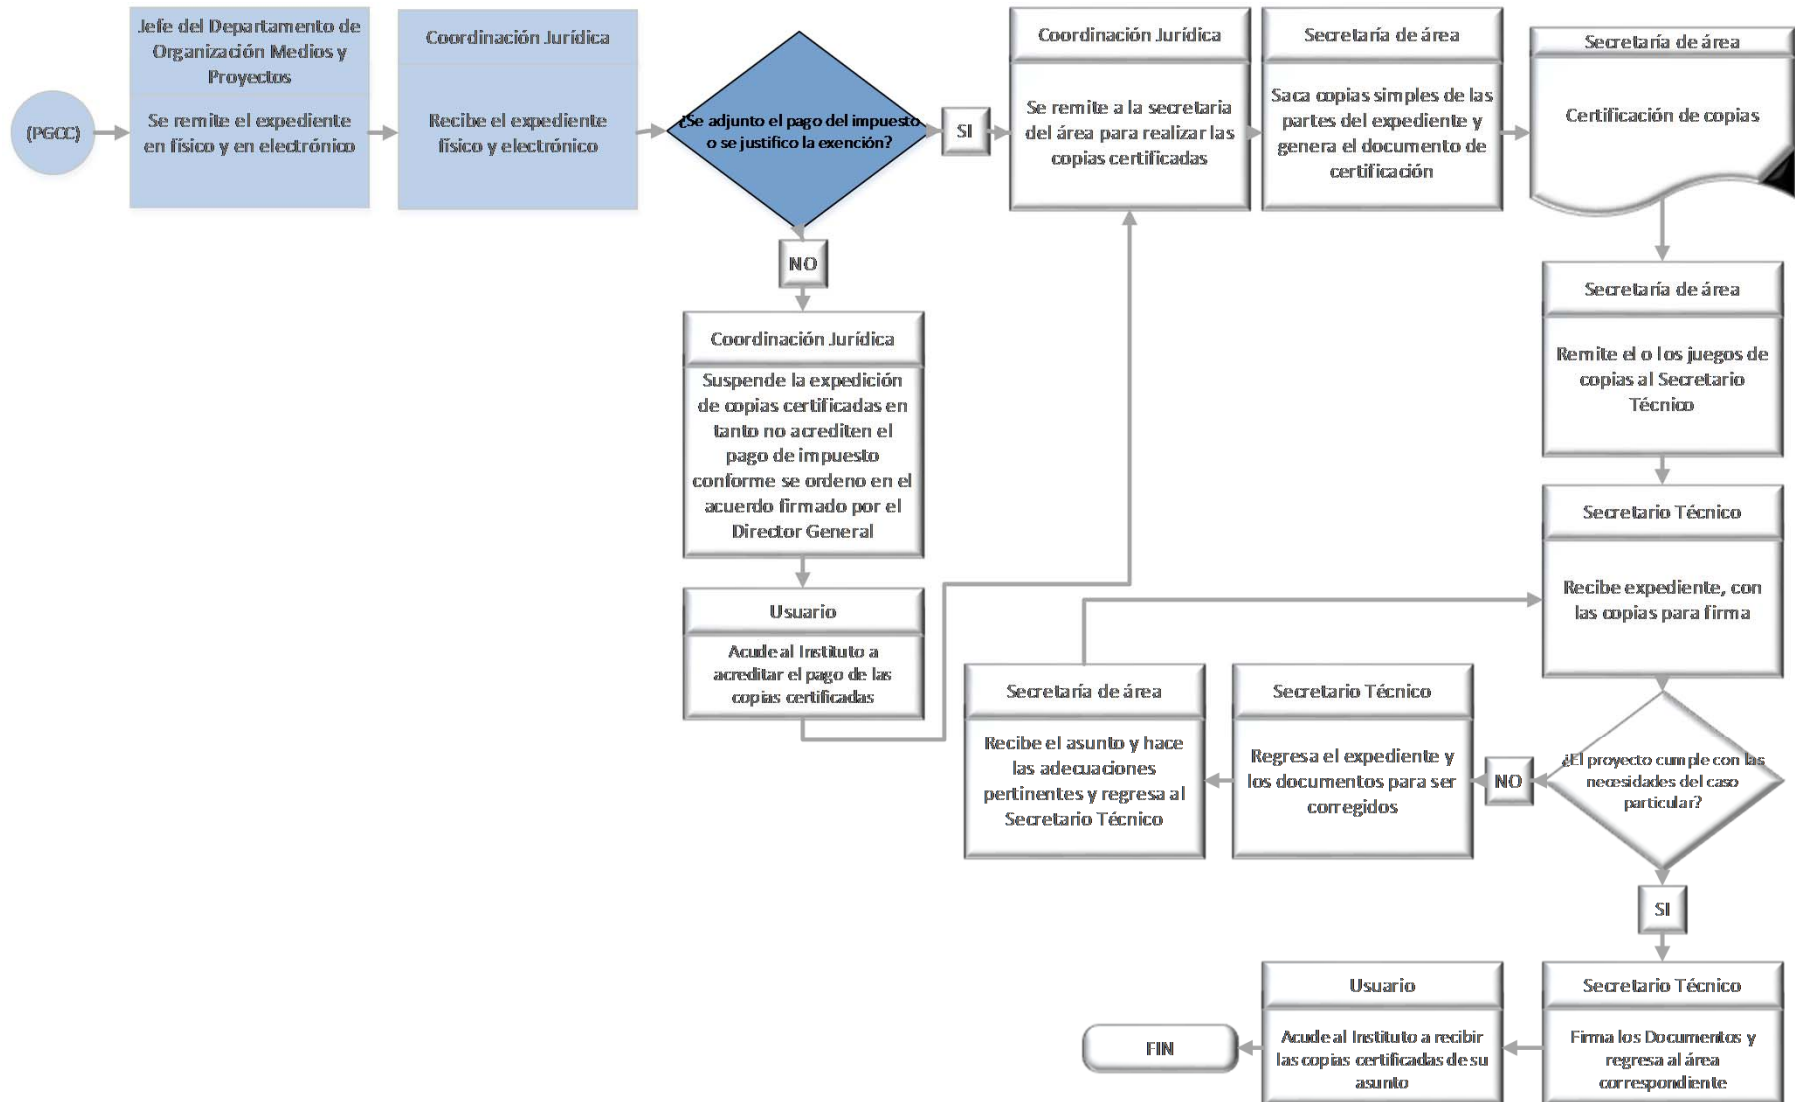 (PGCC)
Jefe del Departamento de
Organización Medios y
Proyectos
Se remite el expediente
en físico y en electrónico
Coordinación Jurídica
Recibe el expediente
físico y electrónico
¿Se adjunto el pago del impuesto
o se justifico la exención?
SI
Coordinación Jurídica
Se remite a la secretaria
del área para realizar las
copias certificadas
Secretaría de área
Saca copias simples de las
partes del expediente y
genera el documento de
certificación
Secretaría de área
Certificación de copias
NO
Coordinación Jurídica
Suspende la expedición
de copias certificadas en
tanto no acrediten el
pago de impuesto
conforme se ordeno en el
acuerdo firmado por el
Director General
Usuario
Acude al Instituto a
acreditar el pago de las
copias certificadas
Secretaría de área
Remite el o los juegos de
copias al Secretario
Técnico
Secretario Técnico
Recibe expediente, con
las copias para firma
¿El proyecto cumple con las
necesidades del caso
particular?
NO
Secretario Técnico
Regresa el expediente y
los documentos para ser
corregidos
Secretaría de área
Recibe el asunto y hace
las adecuaciones
pertinentes y regresa al
Secretario Técnico
SI
Secretario Técnico
Firma los Documentos y
regresa al área
correspondiente
Usuario
Acude al Instituto a recibir
las copias certificadas de su
asunto
FIN